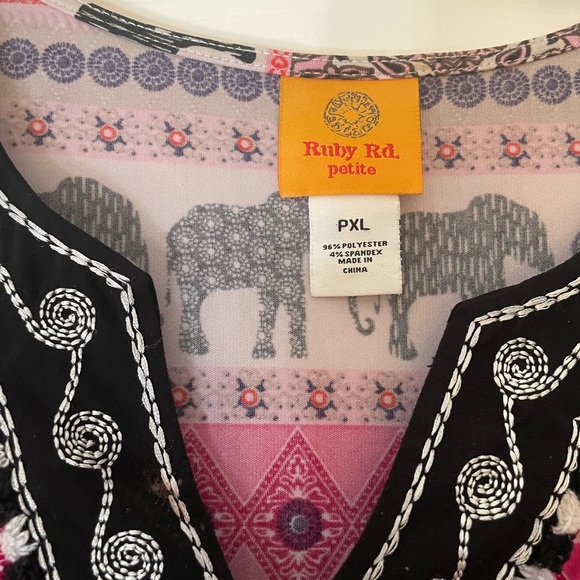 Ruby Rd.
petite
PXL
96% POLYESTER
4% SPANDEX
MADE IN
CHINA